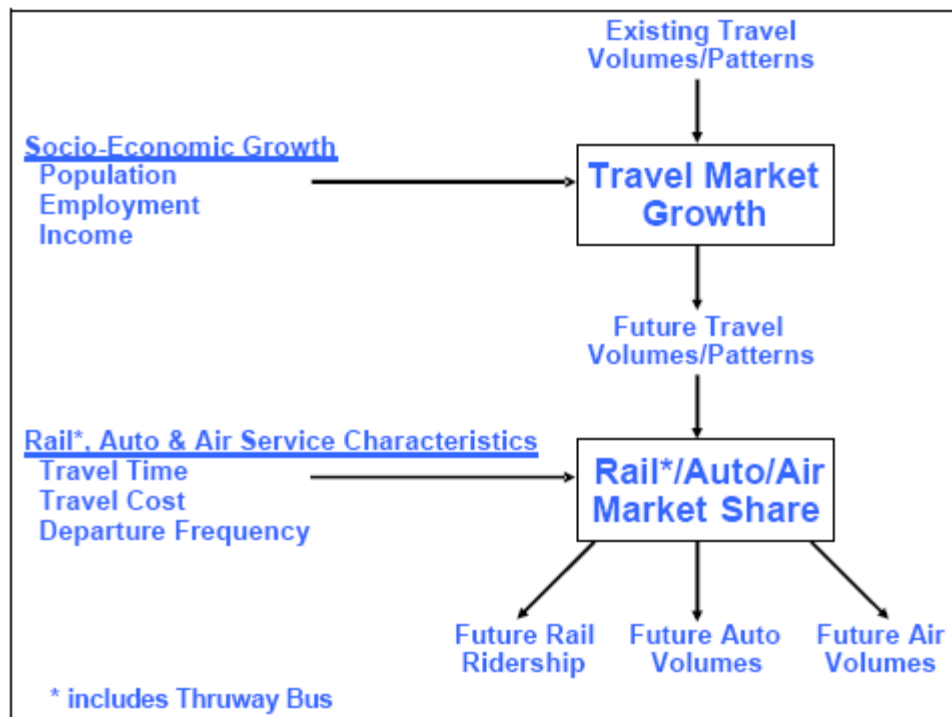 Existing Travel
Volumes/Patterns
Socio-Economic Growth
Population
Employment
Income
Travel Market
Growth
Future Travel
Volumes/Patterns
Rail*, Auto & Air Service Characteristics
Travel Time
Travel Cost
Departure Frequency
Rail*/Auto/Air
Market Share
Future Rail
Ridership
Future Auto
Volumes
Future Air
Volumes
* includes Thruway Bus